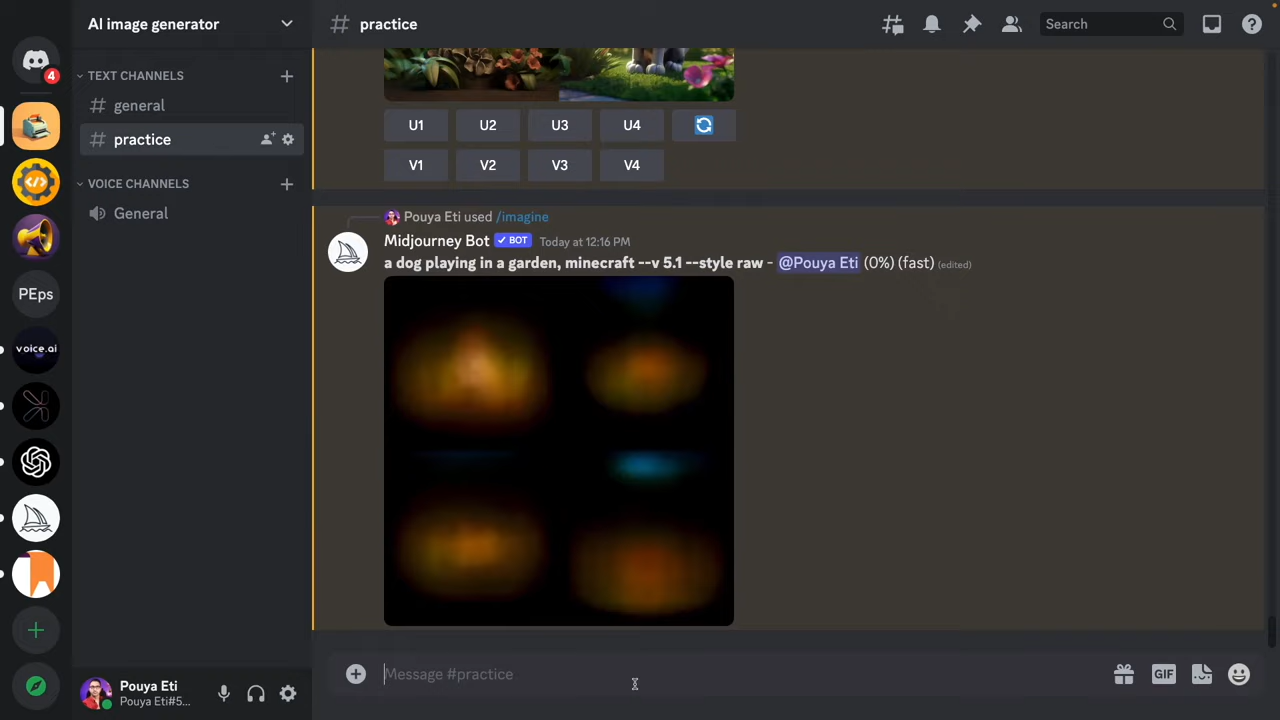 AI image generator
practice
Search
4
TEXT CHANNELS
general
practice
VOICE CHANNELS
General
PEps
voice.ai
U1 U2 U3 U4
V1 V2 V3 V4
Pouya Eti used /imagine
Midjourney Bot ✓ BOT Today at 12:16 PM
a dog playing in a garden, minecraft --v 5.1 --style raw - @Pouya Eti (0%) (fast) (edited)
Message #practice
GIF
Pouya Eti
Pouya Eti#5...